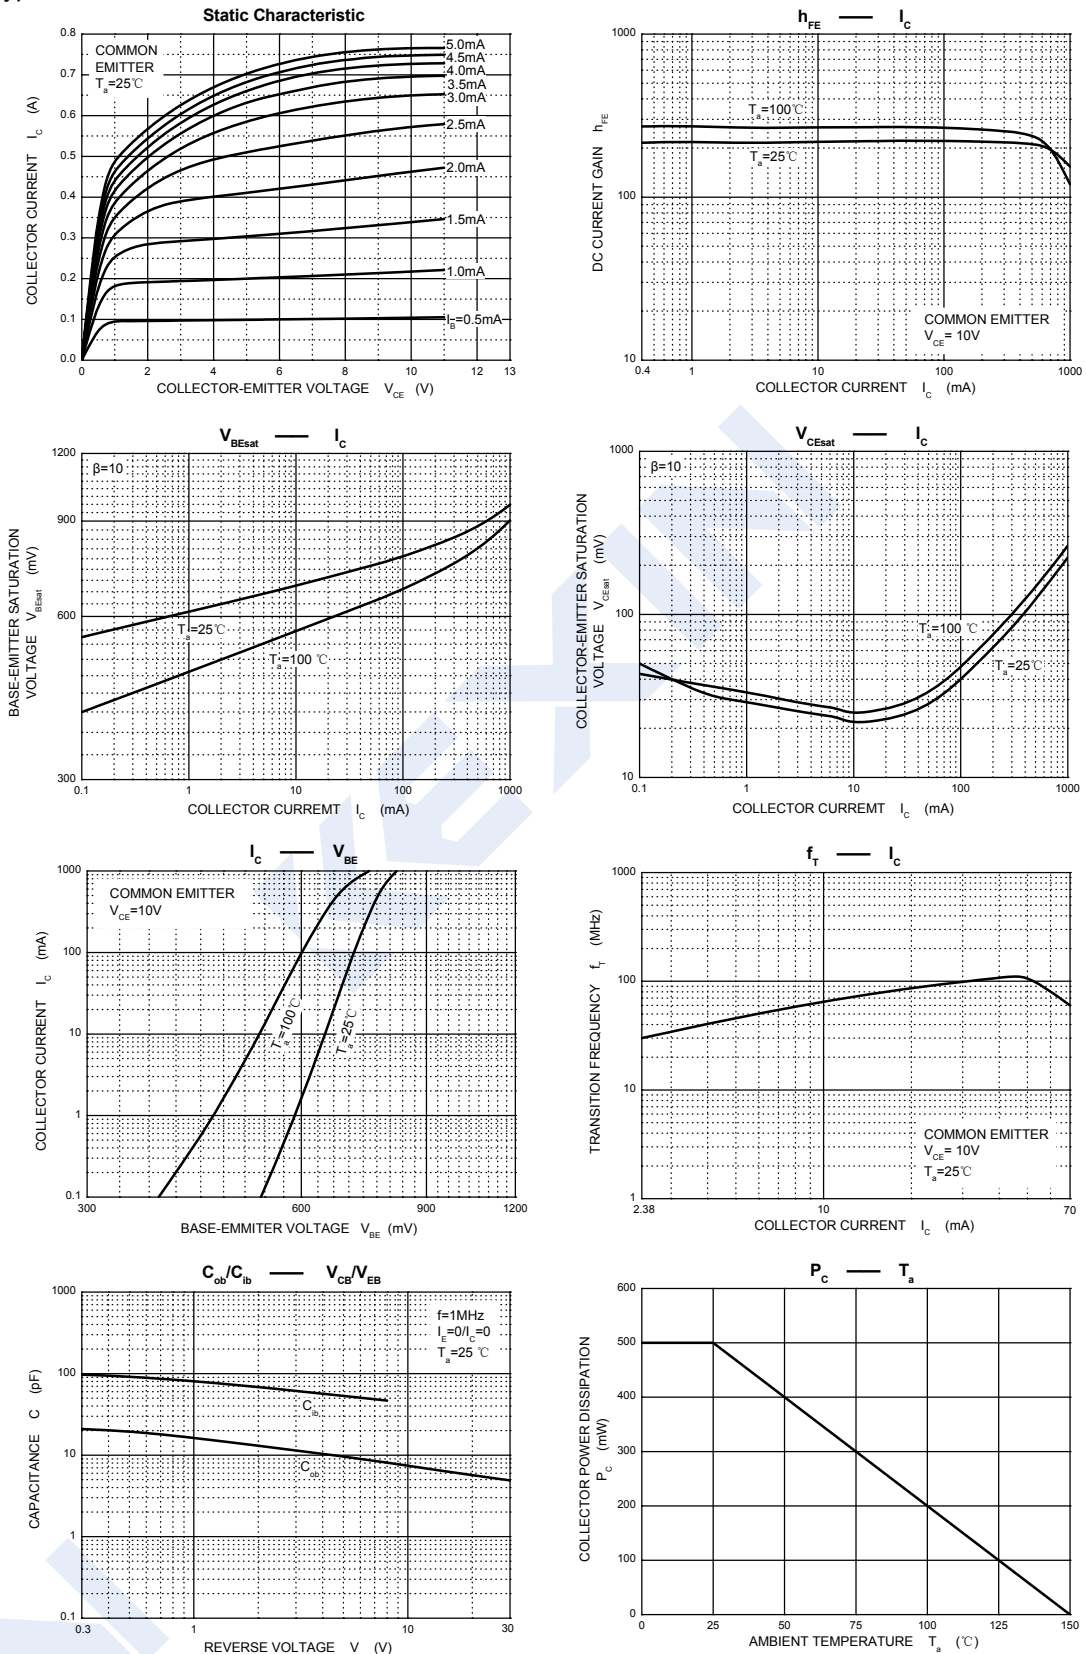 Static Characteristic
COMMON
EMITTER
Ta=25℃
COLLECTOR CURRENT IC (A)
0.8
0.7
0.6
0.5
0.4
0.3
0.2
0.1
0.0
5.0mA
4.5mA
4.0mA
3.5mA
3.0mA
2.5mA
2.0mA
1.5mA
1.0mA
IB=0.5mA
0 2 4 6 8 10 12 13
COLLECTOR-EMITTER VOLTAGE VCE (V)
hFE — IC
DC CURRENT GAIN hFE
1000
100
10
Ta=100℃
Ta=25℃
COMMON EMITTER
VCE= 10V
0.4 1 10 100 1000
COLLECTOR CURRENT IC (mA)
VBEsat — IC
β=10
BASE-EMITTER SATURATION
VOLTAGE VBEsat (mV)
1200
900
600
300
Ta=25℃
Ta=100 ℃
0.1 1 10 100 1000
COLLECTOR CURREMT IC (mA)
VCEsat — IC
β=10
COLLECTOR-EMITTER SATURATION
VOLTAGE VCEsat (mV)
1000
100
10
Ta=100 ℃
Ta=25℃
0.1 1 10 100 1000
COLLECTOR CURREMT IC (mA)
IC — VBE
COMMON EMITTER
VCE=10V
COLLECTOR CURRENT IC (mA)
1000
100
10
1
0.1
Ta=100℃
Ta=25℃
300 600 900 1200
BASE-EMMITER VOLTAGE VBE (mV)
fT — IC
TRANSITION FREQUENCY fT (MHz)
1000
100
10
1
COMMON EMITTER
VCE= 10V
Ta=25℃
2.38 10 70
COLLECTOR CURRENT IC (mA)
Cob/Cib — VCB/VEB
f=1MHz
IE=0/IC=0
Ta=25 ℃
CAPACITANCE C (pF)
1000
100
10
1
0.1
Cib
Cob
0.3 1 10 30
REVERSE VOLTAGE V (V)
PC — Ta
COLLECTOR POWER DISSIPATION
PC (mW)
600
500
400
300
200
100
0
0 25 50 75 100 125 150
AMBIENT TEMPERATURE Ta (℃)
KEXIN